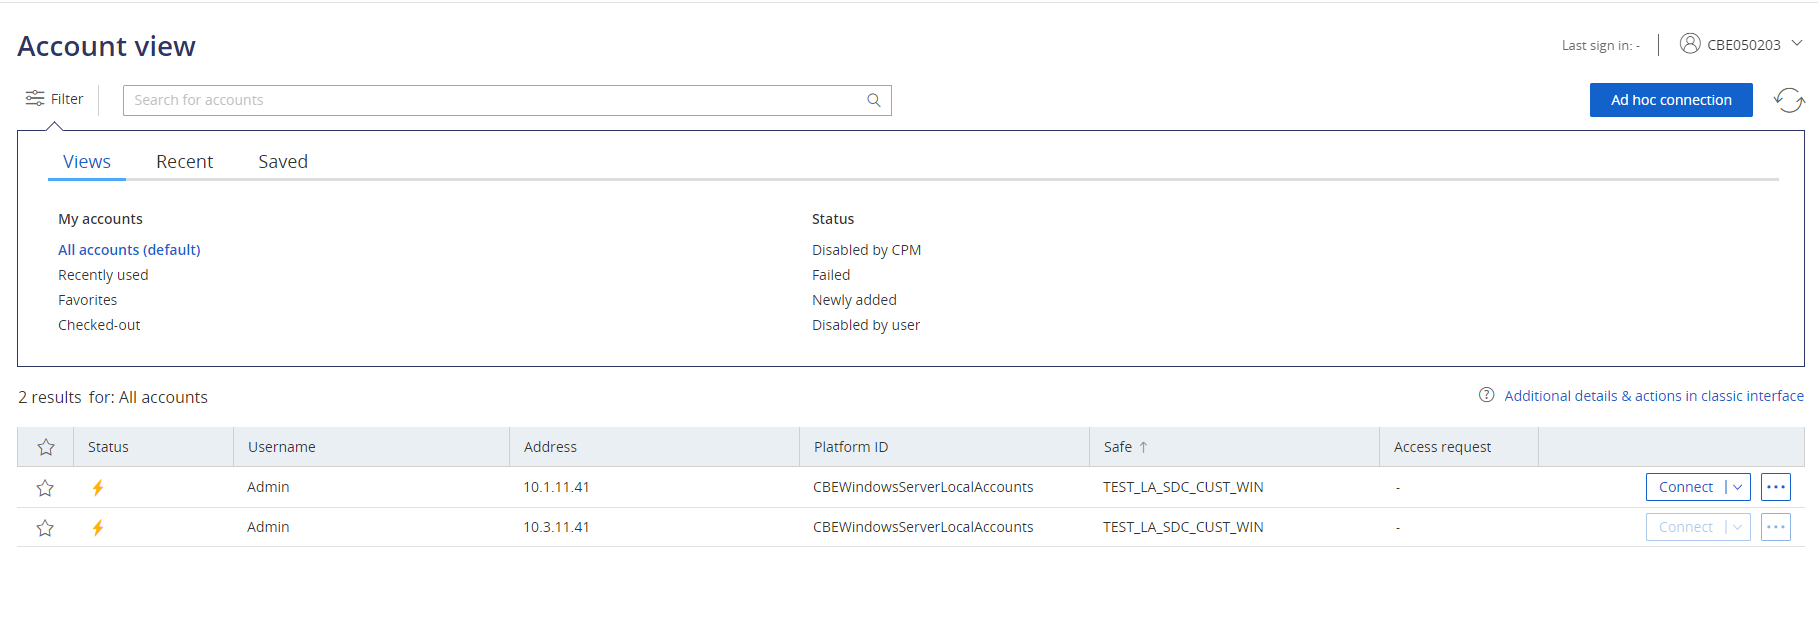 Account view
Last sign in: -
CBE050203
Filter
Search for accounts
Ad hoc connection
Views Recent Saved
My accounts Status
All accounts (default) Disabled by CPM
Recently used Failed
Favorites Newly added
Checked-out Disabled by user
2 results for: All accounts
Additional details & actions in classic interface
Status Username Address Platform ID Safe ↑ Access request
Admin 10.1.11.41 CBEWindowsServerLocalAccounts TEST_LA_SDC_CUST_WIN - Connect
Admin 10.3.11.41 CBEWindowsServerLocalAccounts TEST_LA_SDC_CUST_WIN - Connect